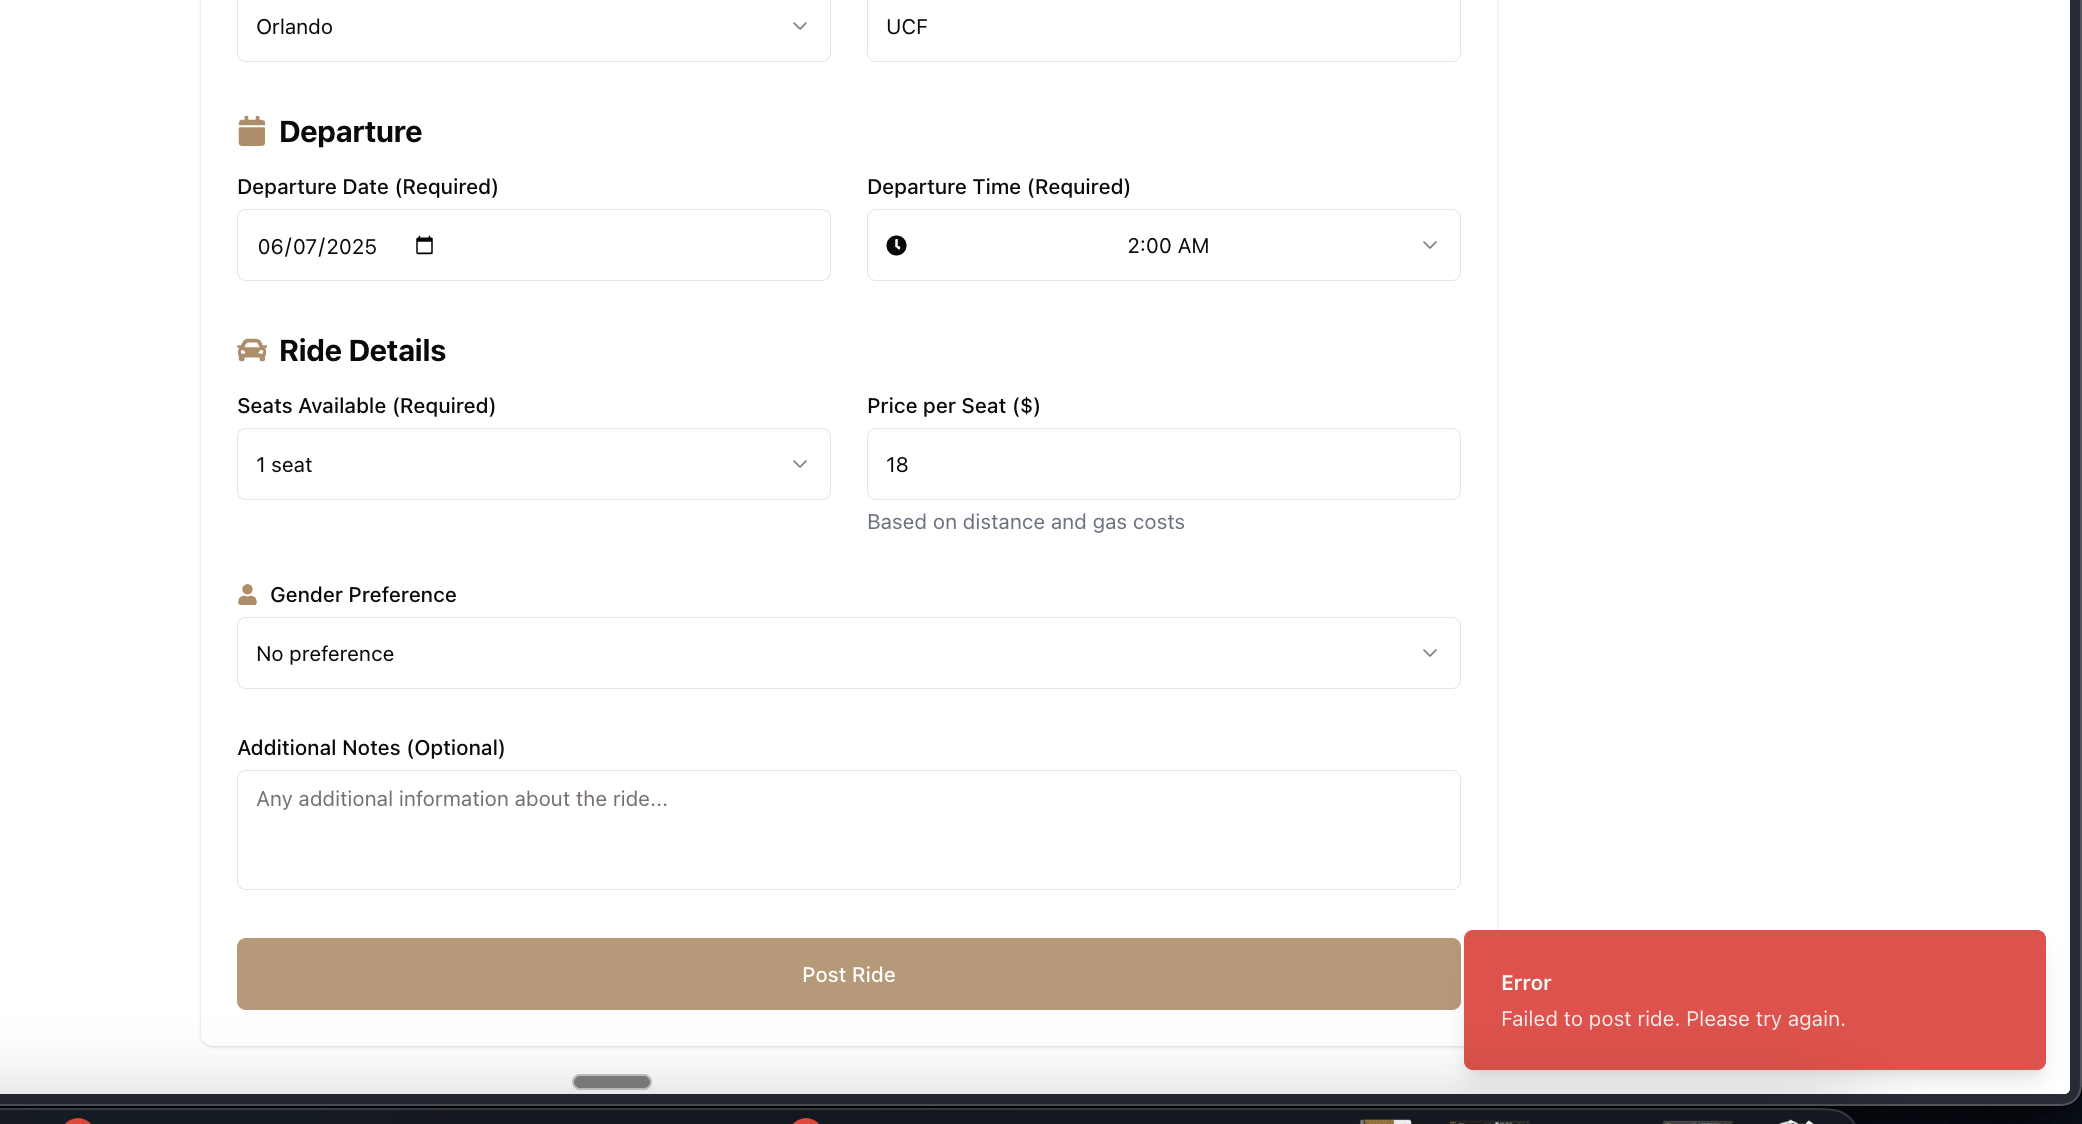 Orlando
UCF
Departure
Departure Date (Required)
Departure Time (Required)
06/07/2025
2:00 AM
Ride Details
Seats Available (Required)
Price per Seat ($)
1 seat
18
Based on distance and gas costs
Gender Preference
No preference
Additional Notes (Optional)
Any additional information about the ride...
Post Ride
Error
Failed to post ride. Please try again.